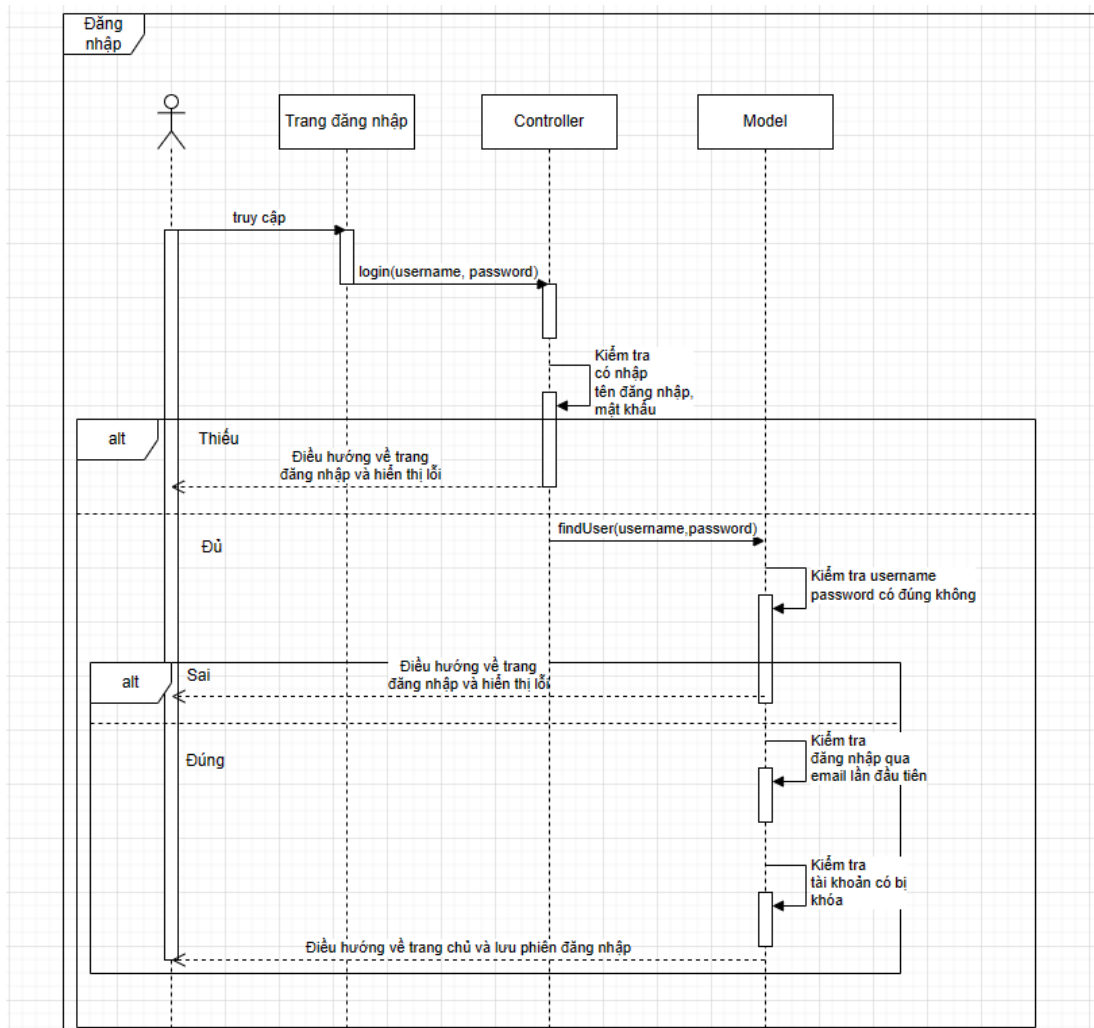 Đăng
nhập
Trang đăng nhập
Controller
Model
truy cập
login(username, password)
Kiểm tra
có nhập
tên đăng nhập,
mật khẩu
alt
Thiếu
Điều hướng về trang
đăng nhập và hiển thị lỗi
findUser(username,password)
Đủ
Kiểm tra username
password có đúng không
alt
Sai
Điều hướng về trang
đăng nhập và hiển thị lỗi
Đúng
Kiểm tra
đăng nhập qua
email lần đầu tiên
Kiểm tra
tài khoản có bị
khóa
Điều hướng về trang chủ và lưu phiên đăng nhập